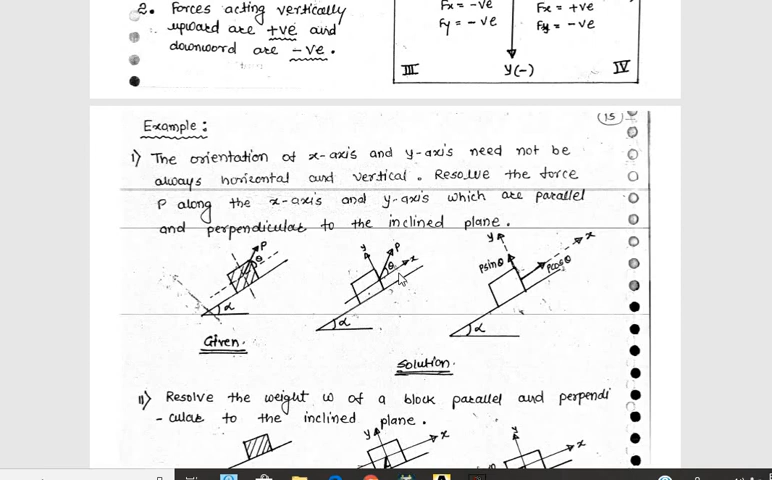 2. Forces acting vertically
upward are +ve and
downword are -ve.
Fx = -ve
Fy = -ve
Fx = +ve
Fy = -ve
III
y(-)
IV
15
Example:
i) The orientation of x-axis and y-axis need not be
always horizontal and vertical. Resolve the force
P along the x-axis and y-axis which are parallel
and perpendicular to the inclined plane.
P
θ
α
Given.
y
P
θ
x
α
y
x
Psinθ
Pcosθ
α
Solution.
ii) Resolve the weight W of a block parallel and perpendi
-cular to the inclined plane.
y
x
y
x